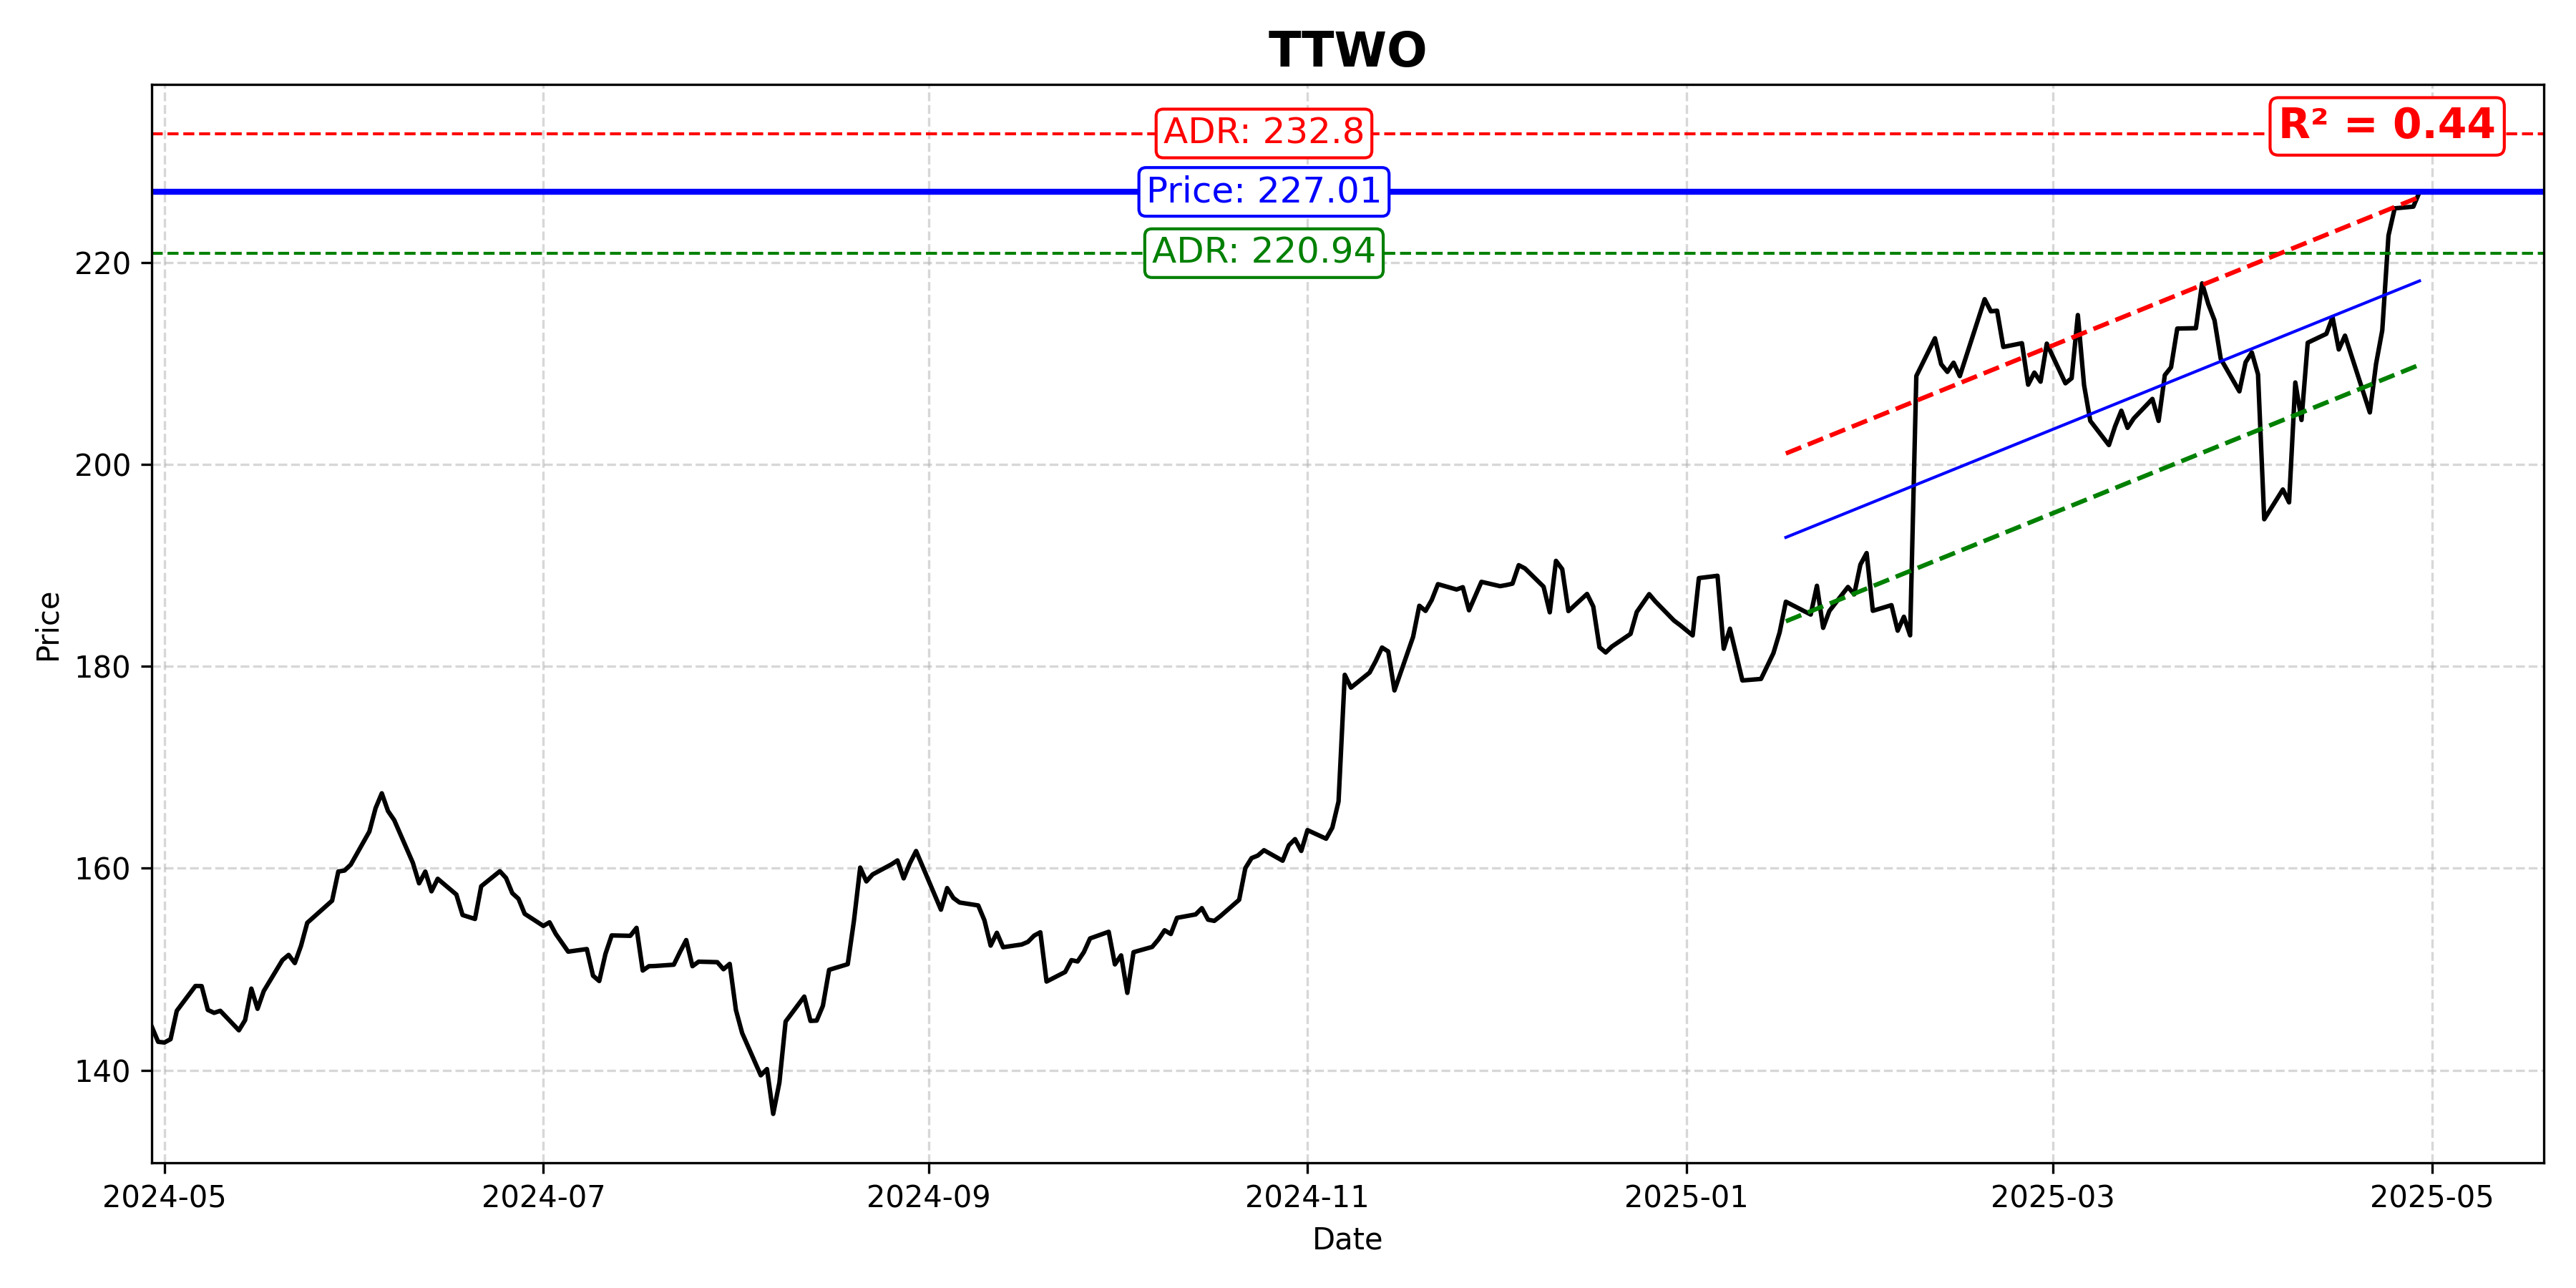 TTWO
ADR: 232.8
R² = 0.44
Price: 227.01
ADR: 220.94
220
200
180
160
140
Price
2024-05
2024-07
2024-09
2024-11
2025-01
2025-03
2025-05
Date